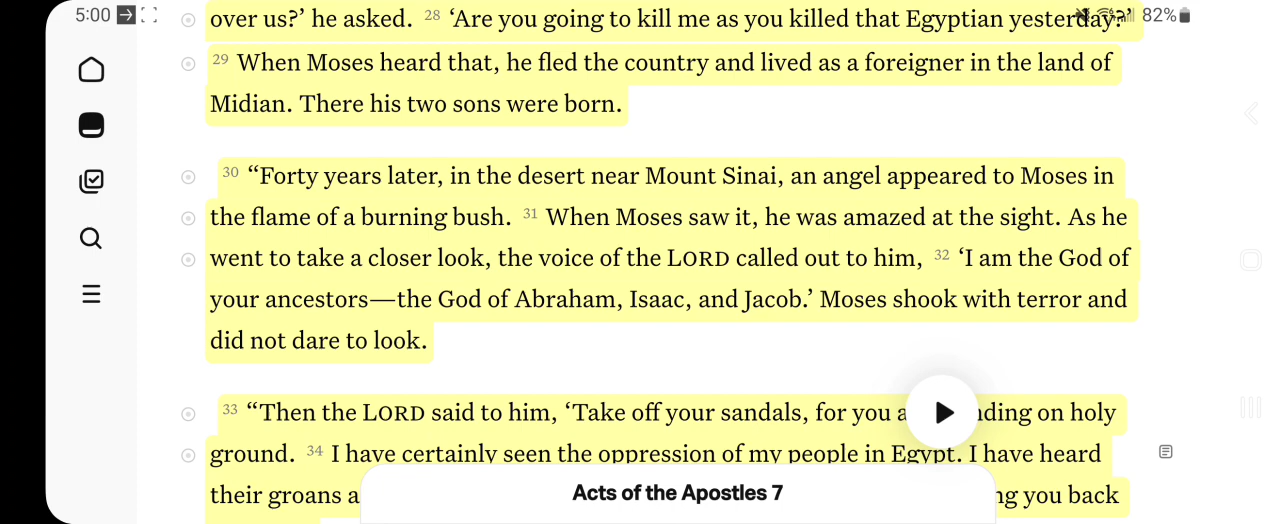 5:00 82%
over us?’ he asked. 28 ‘Are you going to kill me as you killed that Egyptian yesterday?’
29 When Moses heard that, he fled the country and lived as a foreigner in the land of
Midian. There his two sons were born.
30 “Forty years later, in the desert near Mount Sinai, an angel appeared to Moses in
the flame of a burning bush. 31 When Moses saw it, he was amazed at the sight. As he
went to take a closer look, the voice of the LORD called out to him, 32 ‘I am the God of
your ancestors—the God of Abraham, Isaac, and Jacob.’ Moses shook with terror and
did not dare to look.
33 “Then the LORD said to him, ‘Take off your sandals, for you on holy
ground. 34 I have certainly seen the oppression of my people in Egypt. I have heard
their groans you back
Acts of the Apostles 7